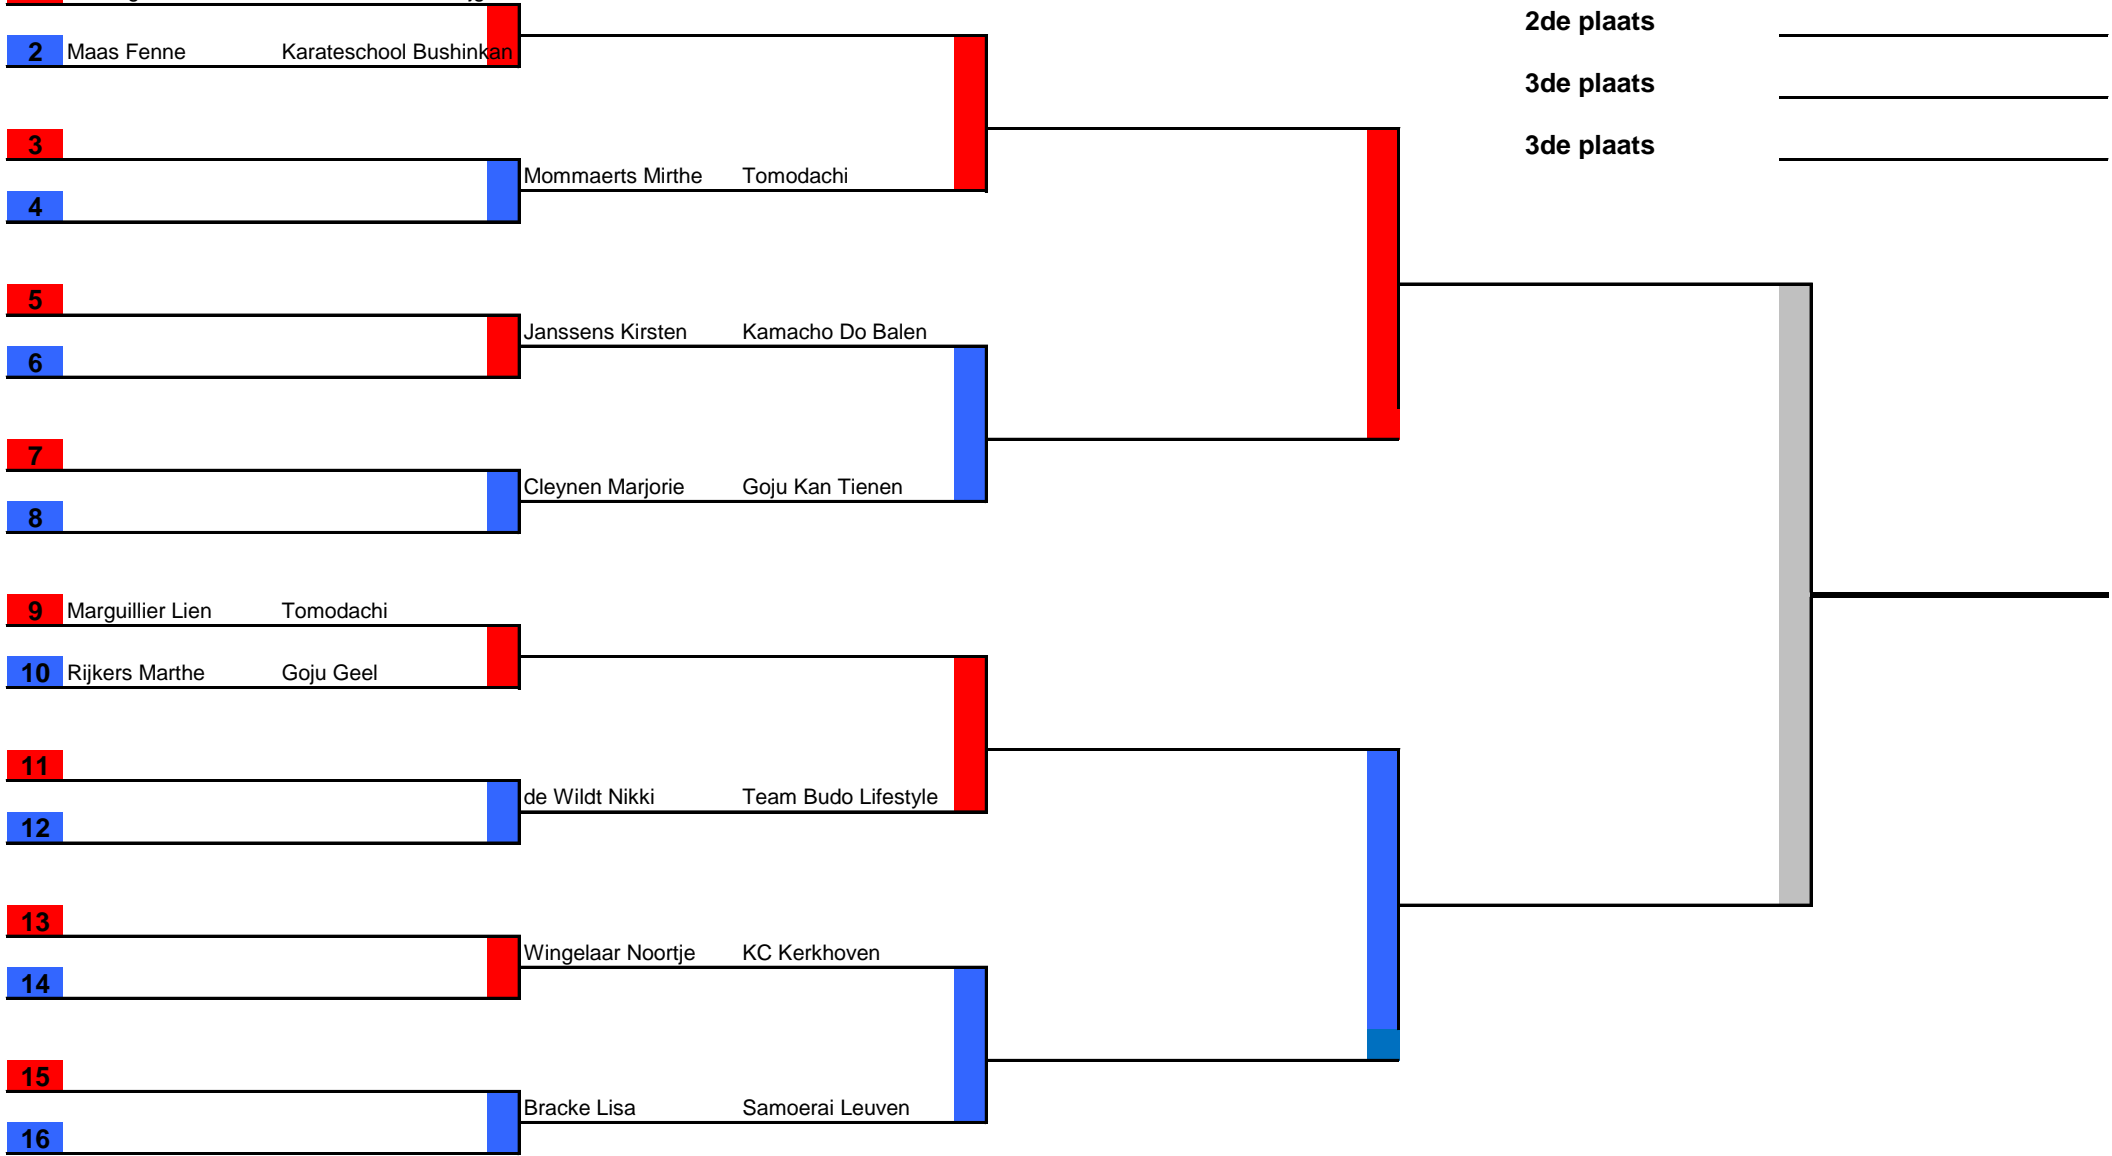 2de plaats
2 Maas Fenne Karateschool Bushinkan
3de plaats
3
3de plaats
Mommaerts Mirthe Tomodachi
4
5
Janssens Kirsten Kamacho Do Balen
6
7
Cleynen Marjorie Goju Kan Tienen
8
9 Marguillier Lien Tomodachi
10 Rijkers Marthe Goju Geel
11
de Wildt Nikki Team Budo Lifestyle
12
13
Wingelaar Noortje KC Kerkhoven
14
15
Bracke Lisa Samoerai Leuven
16